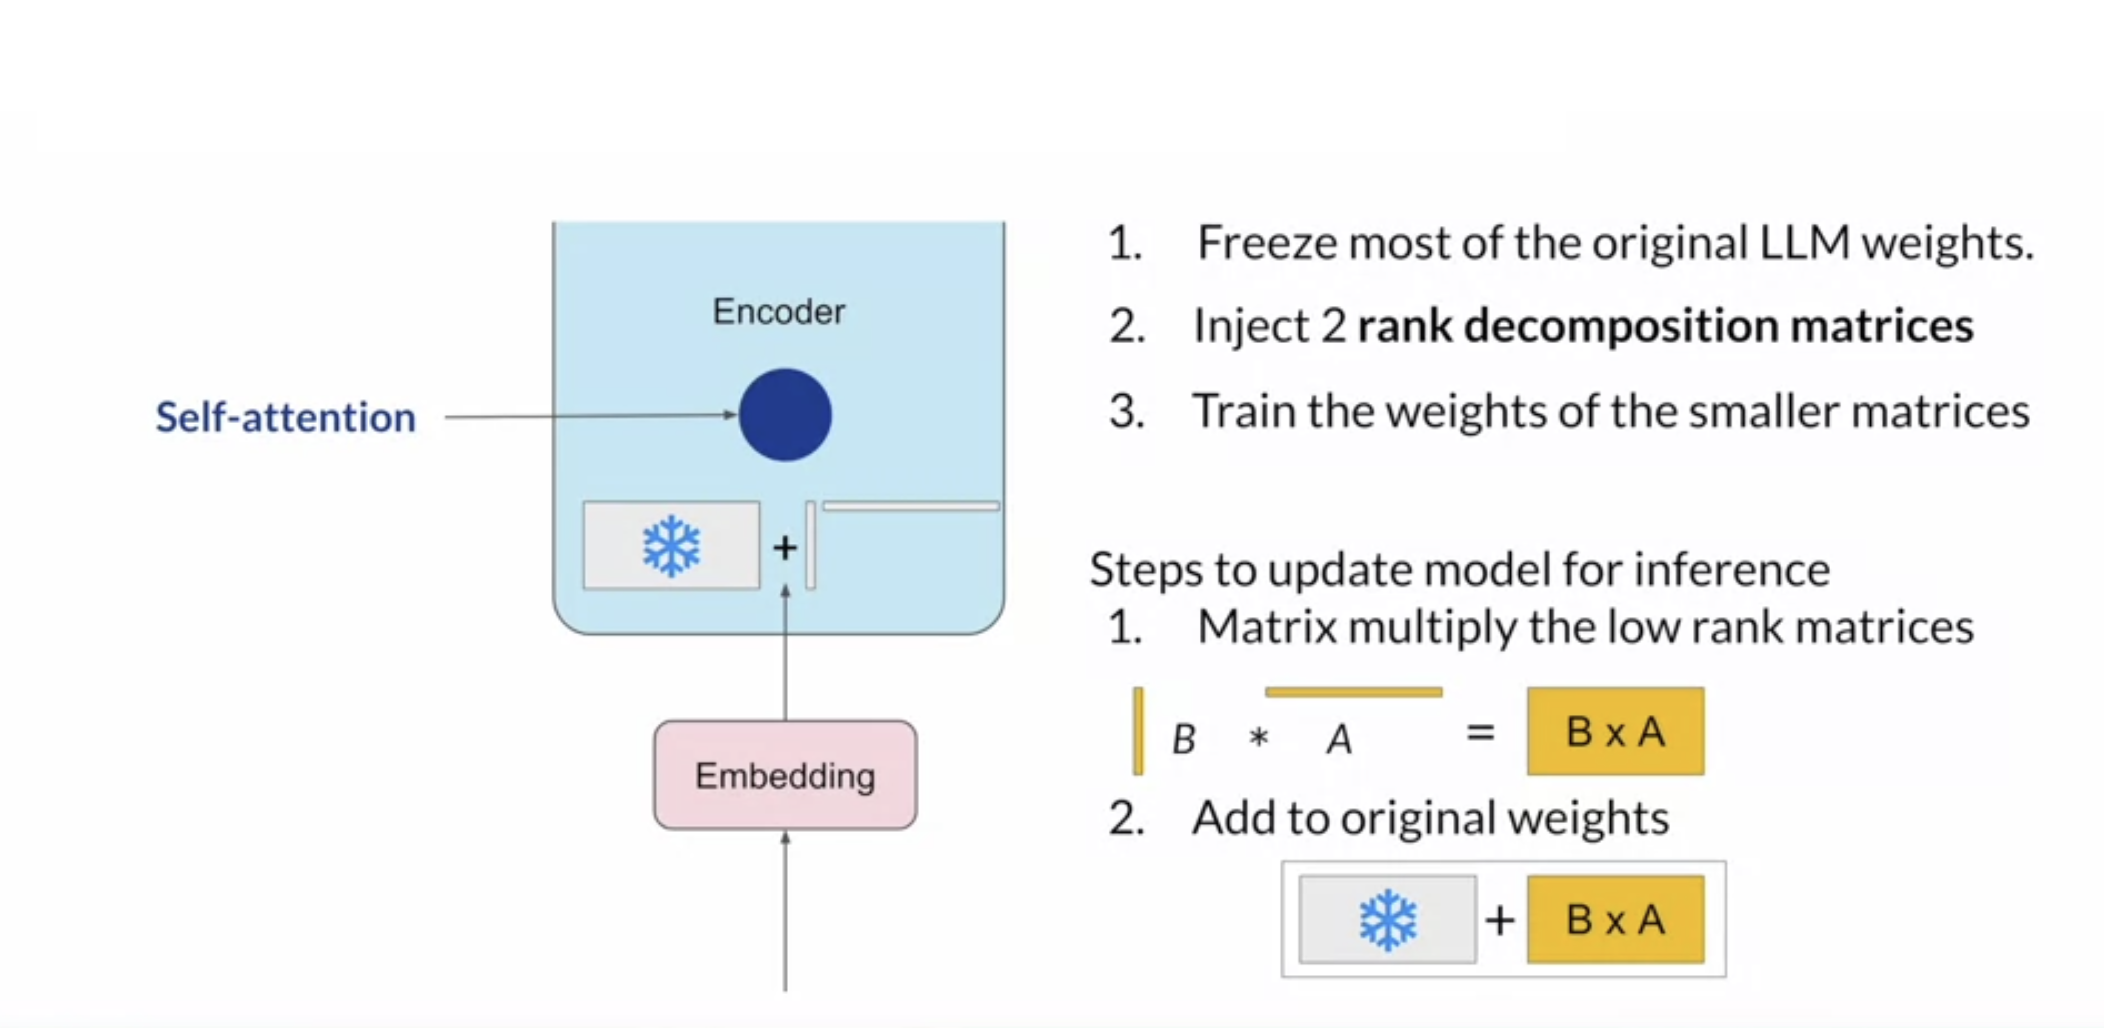 Encoder
Self-attention
+
Embedding
1. Freeze most of the original LLM weights.
2. Inject 2 rank decomposition matrices
3. Train the weights of the smaller matrices
Steps to update model for inference
1. Matrix multiply the low rank matrices
B * A = B x A
2. Add to original weights
+ B x A